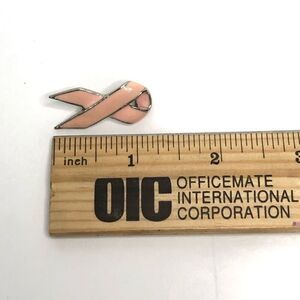 inch 1 2 3
OIC
OFFICEMATE
INTERNATIONAL
CORPORATION